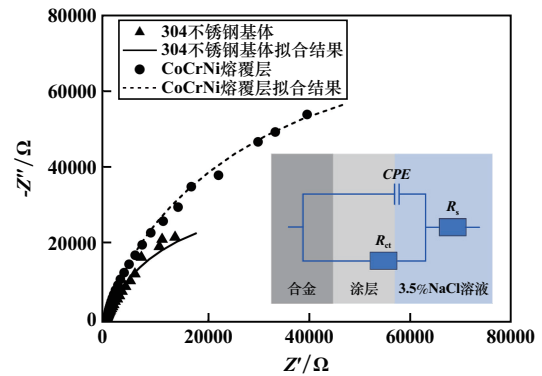 80000
60000
40000
20000
0
-Z″/Ω
▲ 304不锈钢基体
— 304不锈钢基体拟合结果
● CoCrNi熔覆层
---- CoCrNi熔覆层拟合结果
CPE
Rs
Rct
合金 涂层 3.5%NaCl溶液
0 20000 40000 60000 80000
Z′/Ω